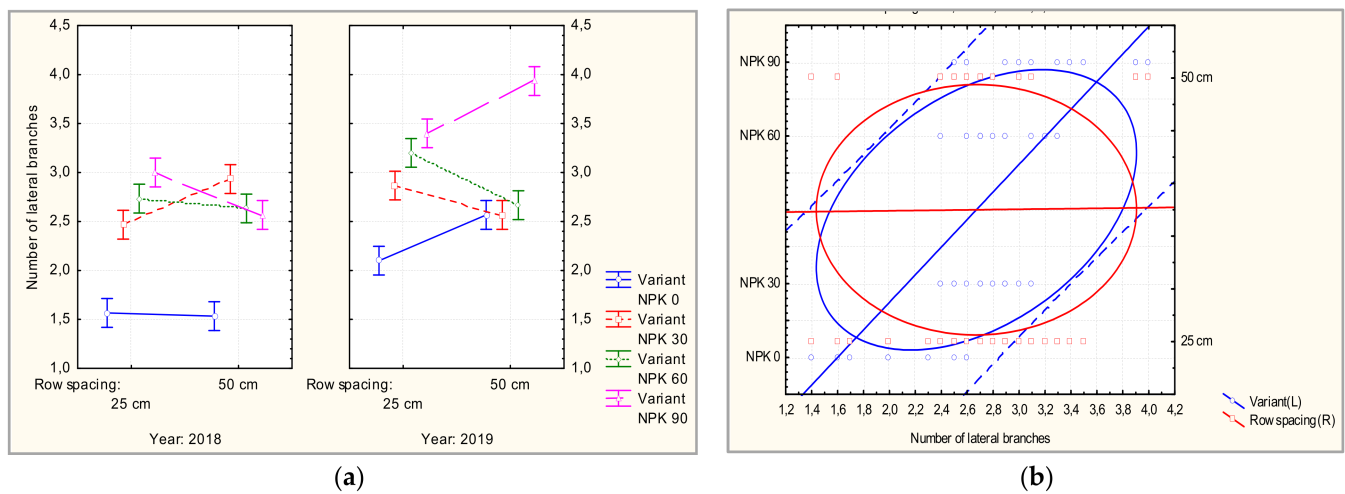 4,5
4,0
3,5
3,0
2,5
2,0
1,5
1,0
Number of lateral branches
Row spacing:
25 cm
50 cm
Year: 2018
Row spacing:
25 cm
50 cm
Year: 2019
4,5
4,0
3,5
3,0
2,5
2,0
1,5
1,0
Variant
NPK 0
Variant
NPK 30
Variant
NPK 60
Variant
NPK 90
(a)
NPK 90
NPK 60
NPK 30
NPK 0
50 cm
25 cm
1,2 1,4 1,6 1,8 2,0 2,2 2,4 2,6 2,8 3,0 3,2 3,4 3,6 3,8 4,0 4,2
Number of lateral branches
Variant(L)
Row spacing(R)
(b)